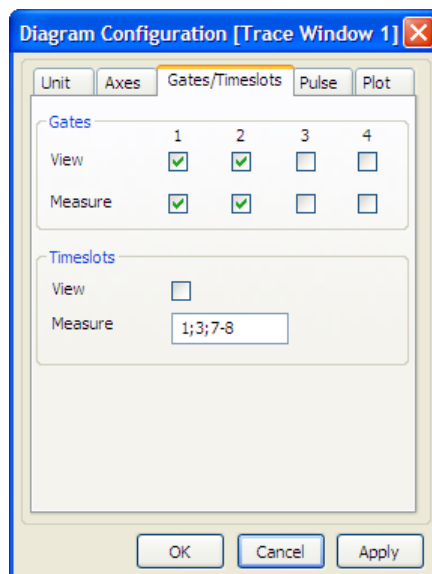 Diagram Configuration [Trace Window 1]
Unit Axes Gates/Timeslots Pulse Plot
Gates
1 2 3 4
View
Measure
Timeslots
View
Measure 1;3;7-8
OK Cancel Apply